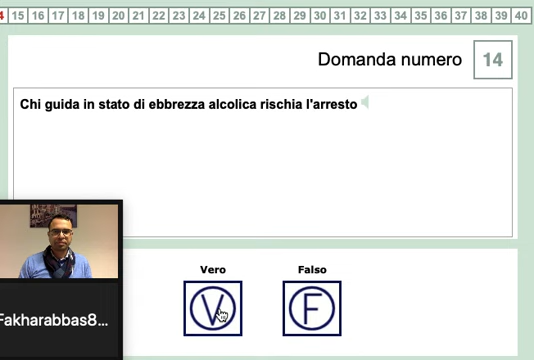 4 15 16 17 18 19 20 21 22 23 24 25 26 27 28 29 30 31 32 33 34 35 36 37 38 39 40
Domanda numero 14
Chi guida in stato di ebbrezza alcolica rischia l'arresto
Vero Falso
V F
Fakharabbas8...